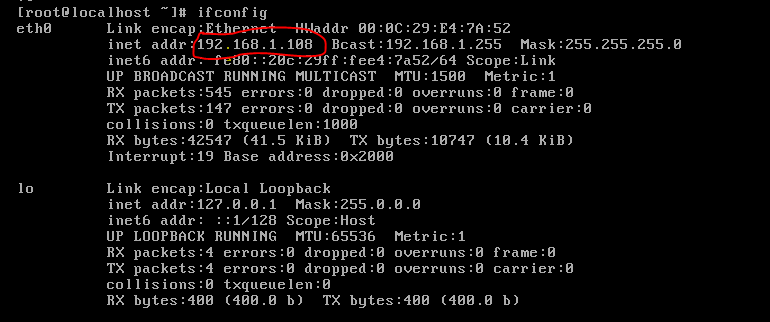 [root@localhost ~]# ifconfig
eth0 Link encap:Ethernet HWaddr 00:0C:29:E4:7A:52
inet addr:192.168.1.108 Bcast:192.168.1.255 Mask:255.255.255.0
inet6 addr: fe80::20c:29ff:fee4:7a52/64 Scope:Link
UP BROADCAST RUNNING MULTICAST MTU:1500 Metric:1
RX packets:545 errors:0 dropped:0 overruns:0 frame:0
TX packets:147 errors:0 dropped:0 overruns:0 carrier:0
collisions:0 txqueuelen:1000
RX bytes:42547 (41.5 KiB) TX bytes:10747 (10.4 KiB)
Interrupt:19 Base address:0x2000
lo Link encap:Local Loopback
inet addr:127.0.0.1 Mask:255.0.0.0
inet6 addr: ::1/128 Scope:Host
UP LOOPBACK RUNNING MTU:65536 Metric:1
RX packets:4 errors:0 dropped:0 overruns:0 frame:0
TX packets:4 errors:0 dropped:0 overruns:0 carrier:0
collisions:0 txqueuelen:0
RX bytes:400 (400.0 b) TX bytes:400 (400.0 b)